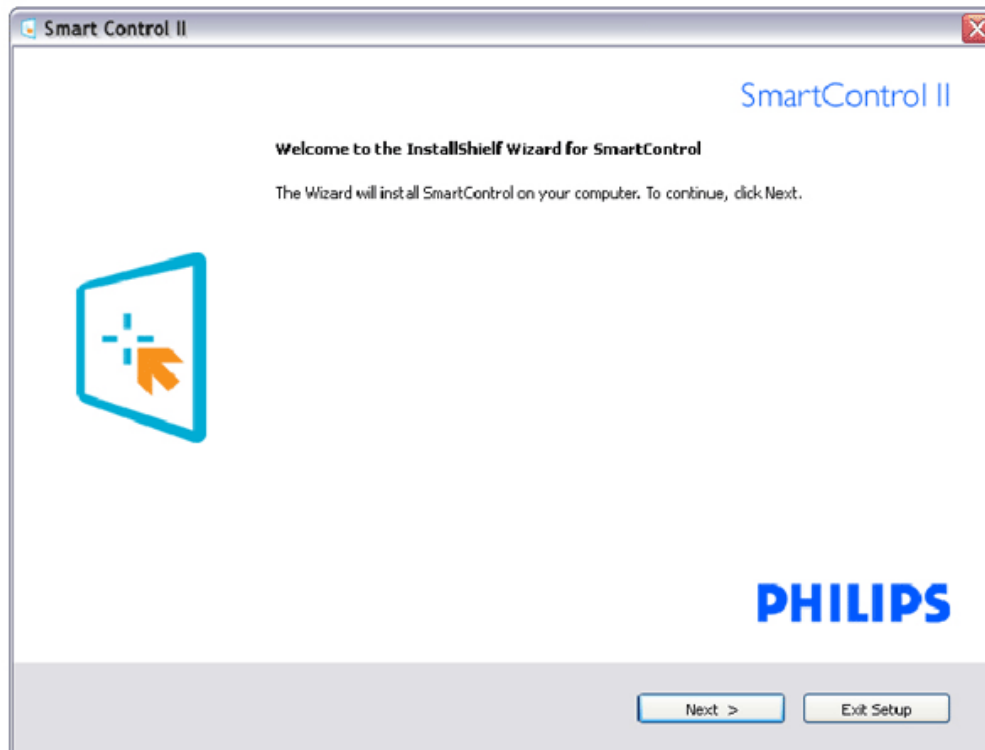 Smart Control II
SmartControl II
Welcome to the InstallShielf Wizard for SmartControl
The Wizard will install SmartControl on your computer. To continue, click Next.
PHILIPS
Next >
Exit Setup